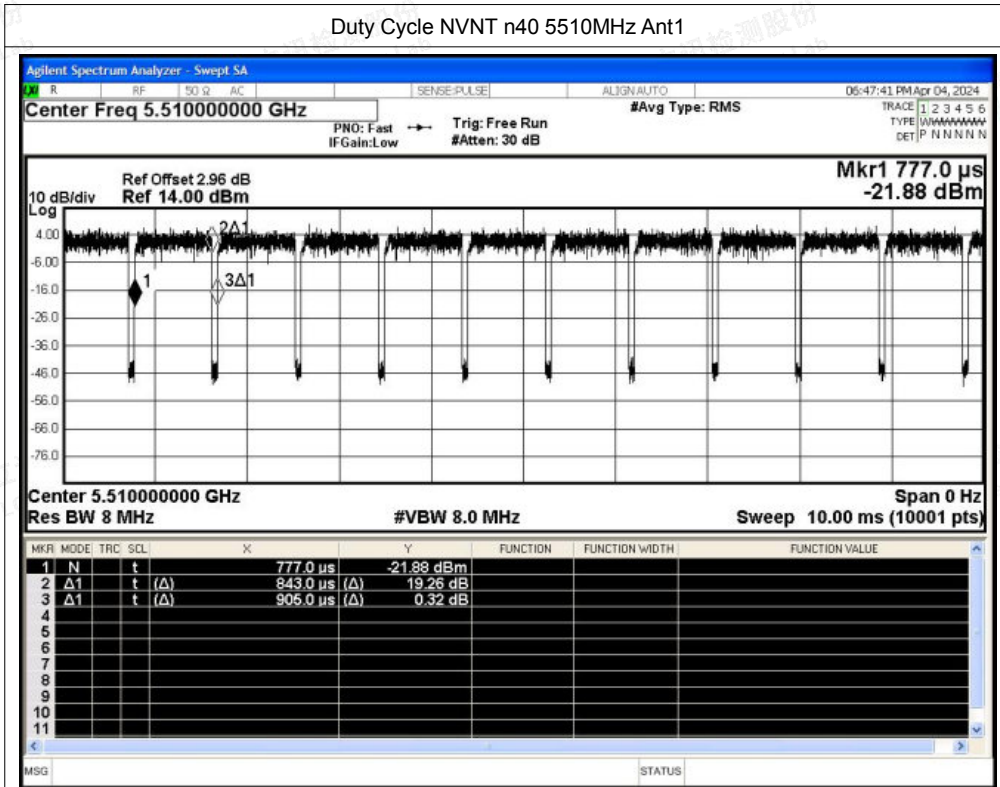 Duty Cycle NVNT n40 5510MHz Ant1
Agilent Spectrum Analyzer - Swept SA
R RF 50 Ω AC SENSE:PULSE ALIGN AUTO 06:47:41 PM Apr 04, 2024
Center Freq 5.510000000 GHz #Avg Type: RMS TRACE 1 2 3 4 5 6
PNO: Fast Trig: Free Run TYPE
IFGain:Low #Atten: 30 dB DET P N N N N N
Mkr1 777.0 µs
Ref Offset 2.96 dB
10 dB/div Ref 14.00 dBm -21.88 dBm
Log
4.00
2Δ1
-6.00
1 3Δ1
-16.0
-26.0
-36.0
-46.0
-56.0
-66.0
-76.0
Center 5.510000000 GHz Span 0 Hz
Res BW 8 MHz #VBW 8.0 MHz Sweep 10.00 ms (10001 pts)
MKR MODE TRC SCL X Y FUNCTION FUNCTION WIDTH FUNCTION VALUE
1 N t 777.0 µs -21.88 dBm
2 Δ1 t (Δ) 843.0 µs (Δ) 19.26 dB
3 Δ1 t (Δ) 905.0 µs (Δ) 0.32 dB
4
5
6
7
8
9
10
11
MSG STATUS